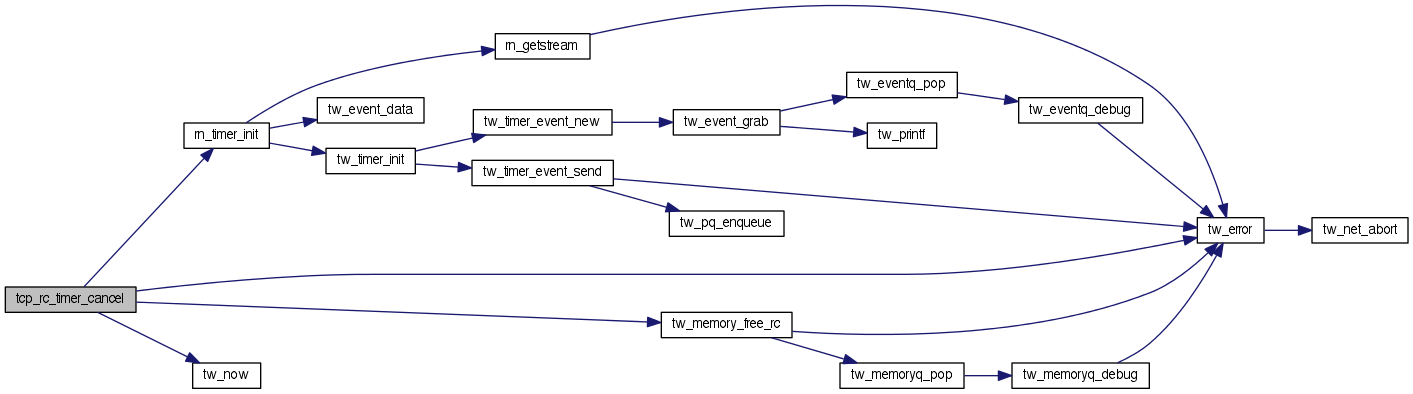 rn_getstream
tw_eventq_pop
tw_event_data
tw_eventq_debug
tw_timer_event_new
tw_event_grab
rn_timer_init
tw_printf
tw_timer_init
tw_timer_event_send
tw_pq_enqueue
tw_error
tw_net_abort
tcp_rc_timer_cancel
tw_memory_free_rc
tw_now
tw_memoryq_pop
tw_memoryq_debug